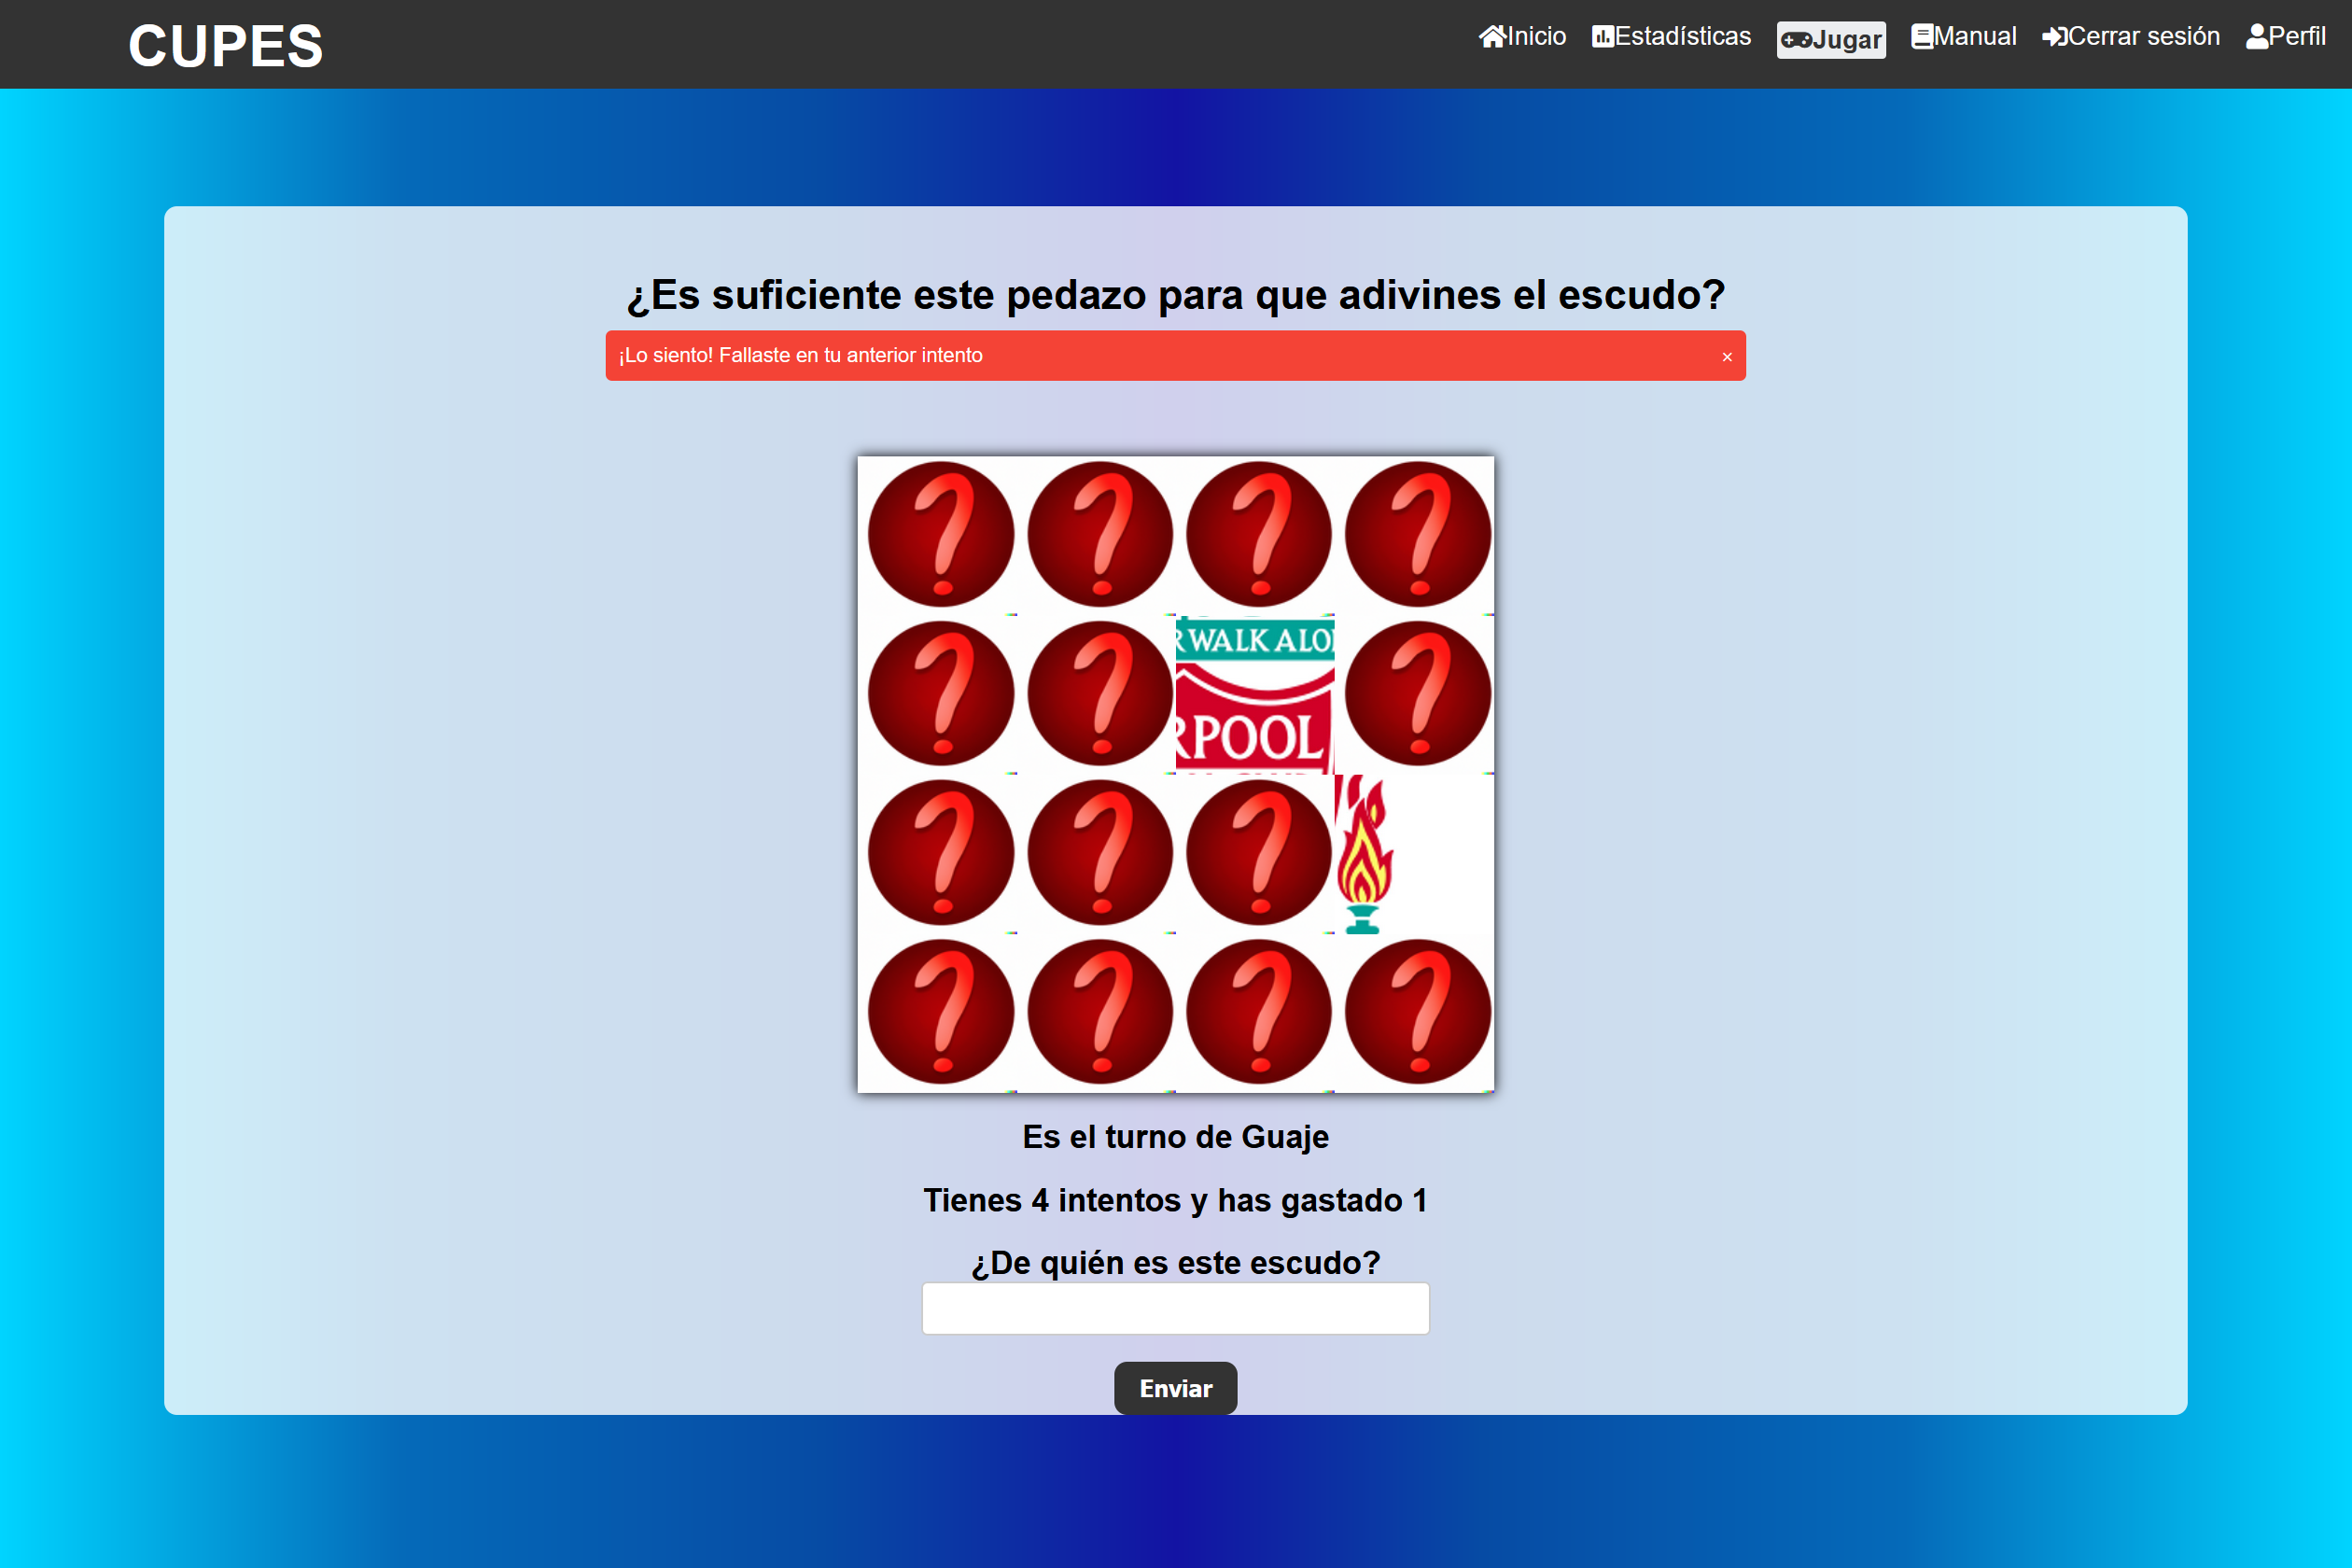 CUPES
Inicio Estadísticas Jugar Manual Cerrar sesión Perfil
¿Es suficiente este pedazo para que adivines el escudo?
¡Lo siento! Fallaste en tu anterior intento ×
R WALK ALO
RPOOL
Es el turno de Guaje
Tienes 4 intentos y has gastado 1
¿De quién es este escudo?
Enviar